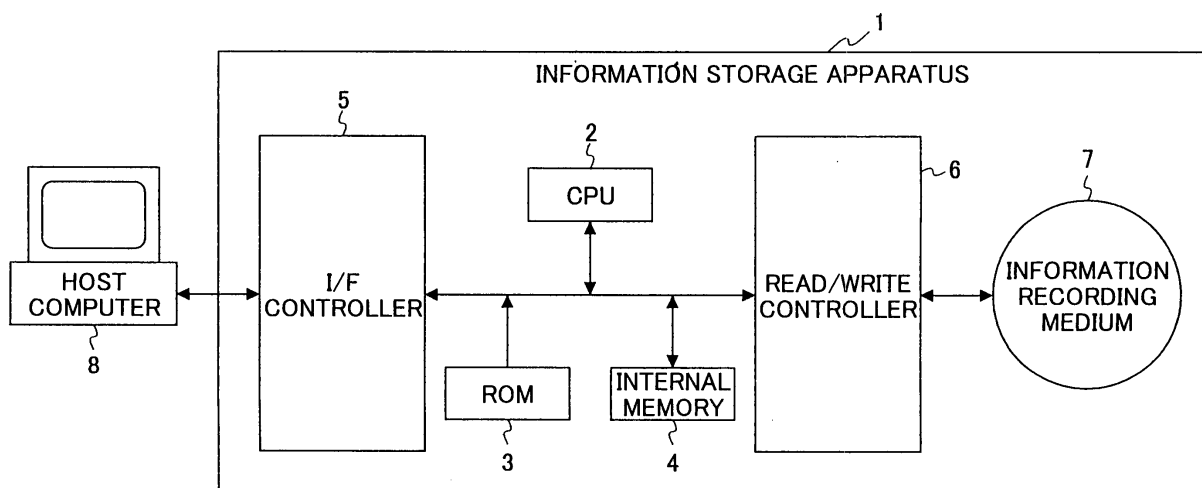 1
INFORMATION STORAGE APPARATUS
5
2
CPU
6
7
HOST
COMPUTER
8
I/F
CONTROLLER
READ/WRITE
CONTROLLER
INFORMATION
RECORDING
MEDIUM
ROM
3
INTERNAL
MEMORY
4